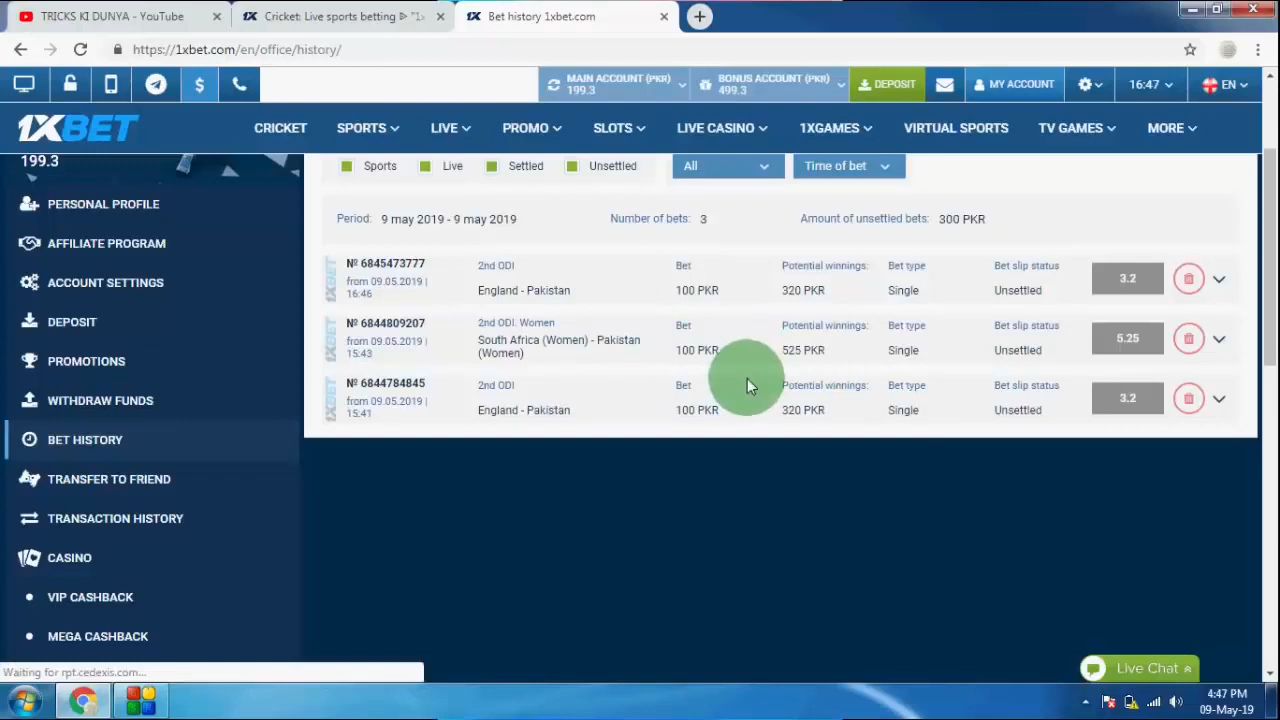 TRICKS KI DUNYA - YouTube
Cricket: Live sports betting ᐉ "1x
Bet history 1xbet.com
https://1xbet.com/en/office/history/
MAIN ACCOUNT (PKR)
199.3
BONUS ACCOUNT (PKR)
499.3
DEPOSIT
MY ACCOUNT
16:47
EN
1XBET
CRICKET
SPORTS
LIVE
PROMO
SLOTS
LIVE CASINO
1XGAMES
VIRTUAL SPORTS
TV GAMES
MORE
199.3
PERSONAL PROFILE
AFFILIATE PROGRAM
ACCOUNT SETTINGS
DEPOSIT
PROMOTIONS
WITHDRAW FUNDS
BET HISTORY
TRANSFER TO FRIEND
TRANSACTION HISTORY
CASINO
VIP CASHBACK
MEGA CASHBACK
Sports
Live
Settled
Unsettled
All
Time of bet
Period: 9 may 2019 - 9 may 2019
Number of bets: 3
Amount of unsettled bets: 300 PKR
1XBET
№ 6845473777
from 09.05.2019 |
16:46
2nd ODI
England - Pakistan
Bet
100 PKR
Potential winnings:
320 PKR
Bet type
Single
Bet slip status
Unsettled
3.2
1XBET
№ 6844809207
from 09.05.2019 |
15:43
2nd ODI. Women
South Africa (Women) - Pakistan
(Women)
Bet
100 PKR
Potential winnings:
525 PKR
Bet type
Single
Bet slip status
Unsettled
5.25
1XBET
№ 6844784845
from 09.05.2019 |
15:41
2nd ODI
England - Pakistan
Bet
100 PKR
Potential winnings:
320 PKR
Bet type
Single
Bet slip status
Unsettled
3.2
Live Chat
Waiting for rpt.cedexis.com...
4:47 PM
09-May-19